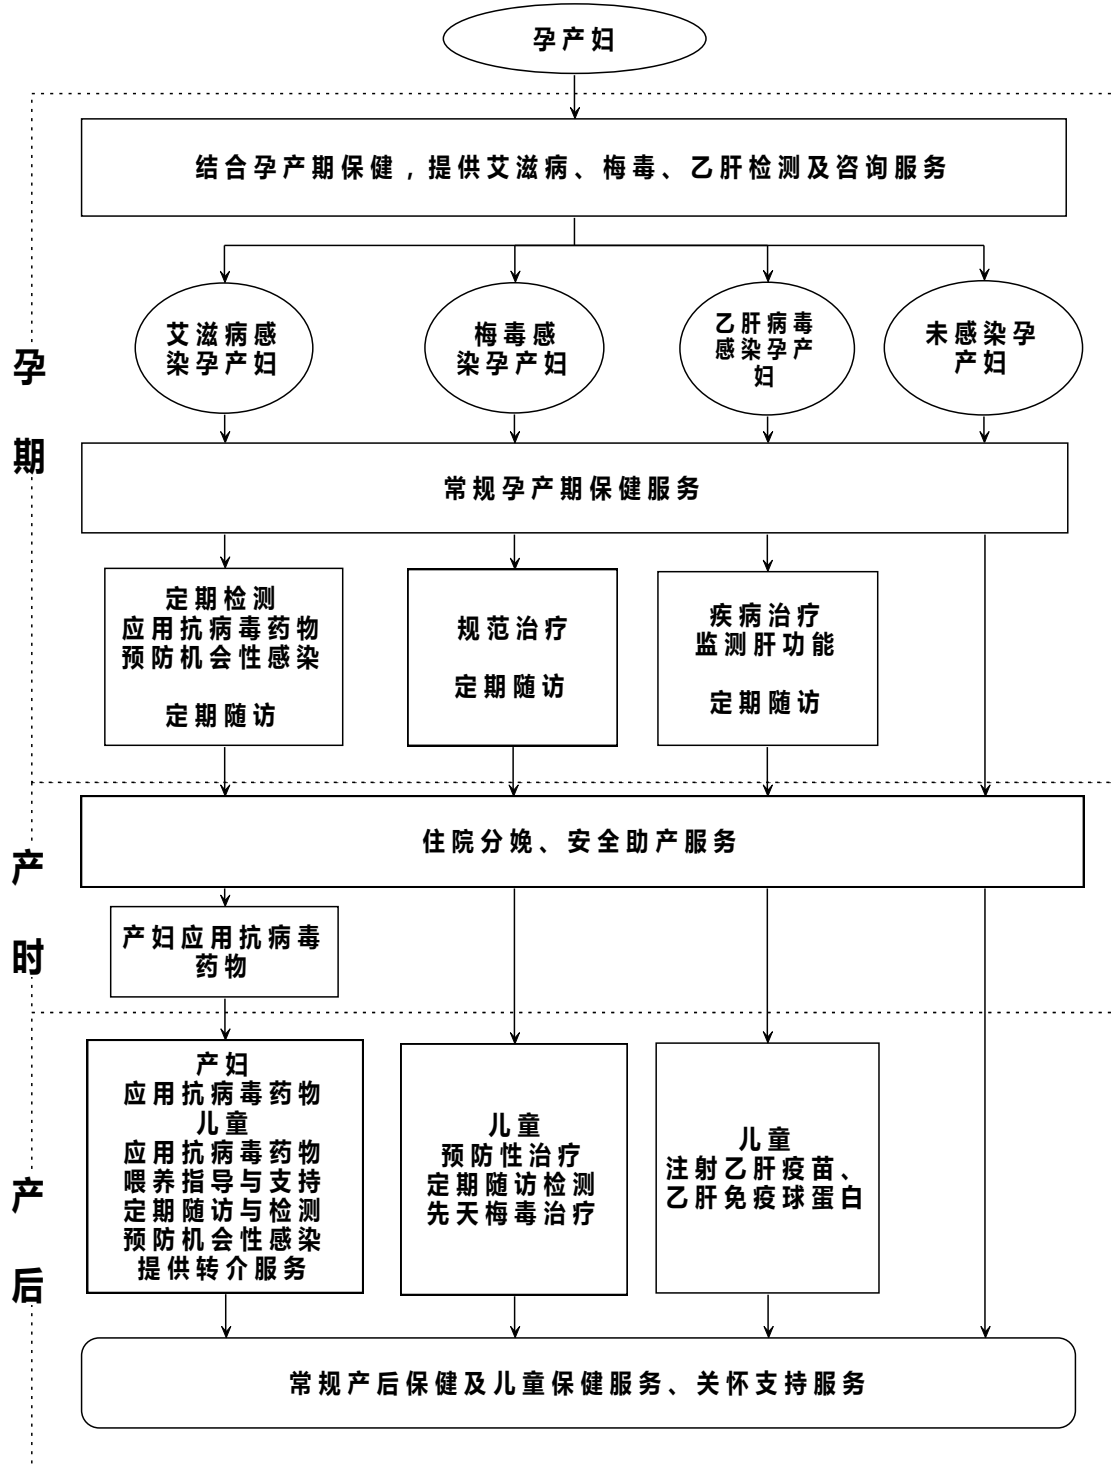 孕产妇
结合孕产期保健，提供艾滋病、梅毒、乙肝检测及咨询服务
艾滋病感
染孕产妇
梅毒感
染孕产妇
乙肝病毒
感染孕产
妇
未感染孕
产妇
孕
期
常规孕产期保健服务
定期检测
应用抗病毒药物
预防机会性感染
定期随访
规范治疗
定期随访
疾病治疗
监测肝功能
定期随访
产
时
住院分娩、安全助产服务
产妇应用抗病毒
药物
产
后
产妇
应用抗病毒药物
儿童
应用抗病毒药物
喂养指导与支持
定期随访与检测
预防机会性感染
提供转介服务
儿童
预防性治疗
定期随访检测
先天梅毒治疗
儿童
注射乙肝疫苗、
乙肝免疫球蛋白
常规产后保健及儿童保健服务、关怀支持服务